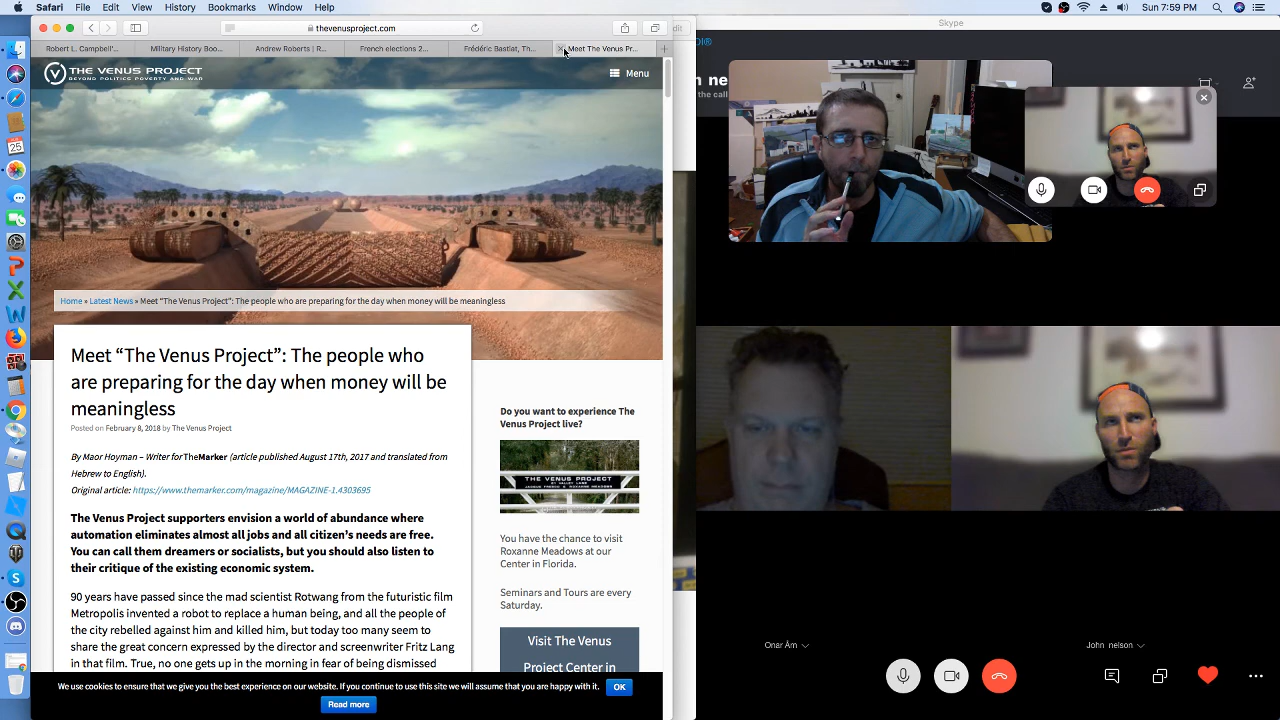 Safari File Edit View History Bookmarks Window Help
Sun 7:59 PM
thevenusproject.com
Robert L. Campbell'...
Military History Boo...
Andrew Roberts | R...
French elections 2...
Frédéric Bastiat, Th...
Meet The Venus Pr...
THE VENUS PROJECT
BEYOND POLITICS POVERTY AND WAR
Menu
Home » Latest News » Meet “The Venus Project”: The people who are preparing for the day when money will be meaningless
Meet “The Venus Project”: The people who
are preparing for the day when money will be
meaningless
Posted on February 8, 2018 by The Venus Project
By Maor Hoyman – Writer for TheMarker (article published August 17th, 2017 and translated from
Hebrew to English).
Original article: https://www.themarker.com/magazine/MAGAZINE-1.4303695
The Venus Project supporters envision a world of abundance where
automation eliminates almost all jobs and all citizen’s needs are free.
You can call them dreamers or socialists, but you should also listen to
their critique of the existing economic system.
90 years have passed since the mad scientist Rotwang from the futuristic film
Metropolis invented a robot to replace a human being, and all the people of
the city rebelled against him and killed him, but today too many seem to
share the great concern expressed by the director and screenwriter Fritz Lang
in that film. True, no one gets up in the morning in fear of being dismissed
Do you want to experience The
Venus Project live?
THE VENUS PROJECT
You have the chance to visit
Roxanne Meadows at our
Center in Florida.
Seminars and Tours are every
Saturday.
Visit The Venus
Project Center in
We use cookies to ensure that we give you the best experience on our website. If you continue to use this site we will assume that you are happy with it.
OK
Read more
Skype
the call
25
Onar Åm
John nelson